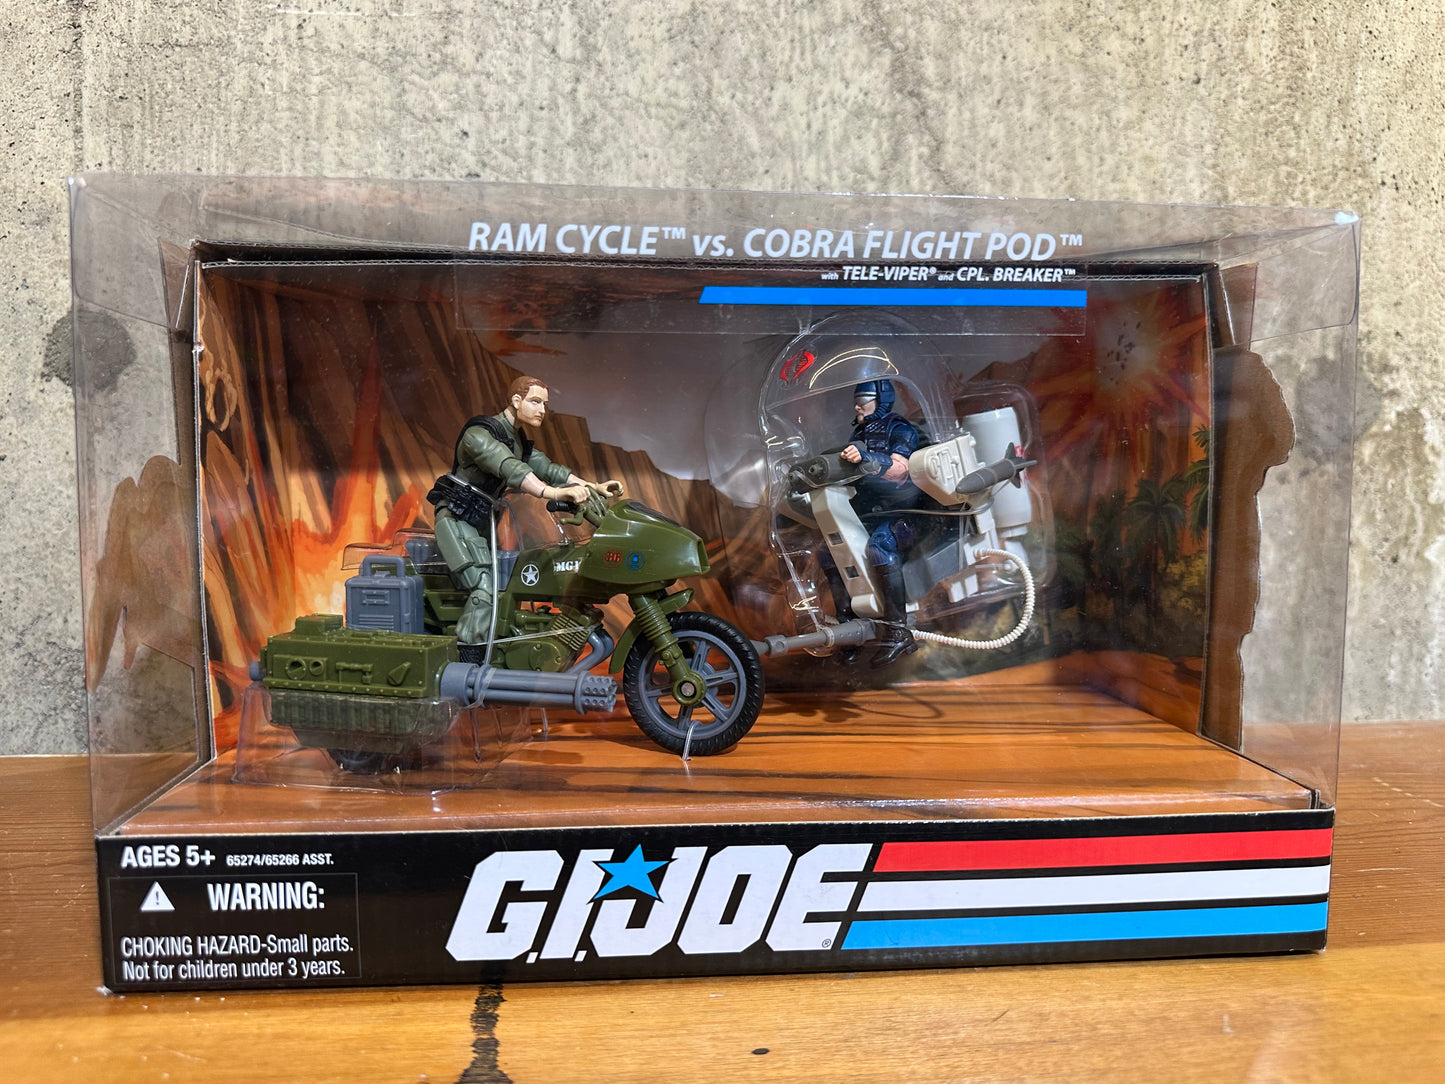 RAM CYCLE™ vs. COBRA FLIGHT POD™
with TELE-VIPER® and CPL. BREAKER™
MG1
AGES 5+ 65274/65266 ASST.
WARNING:
CHOKING HAZARD-Small parts.
Not for children under 3 years.
G.I.JOE®